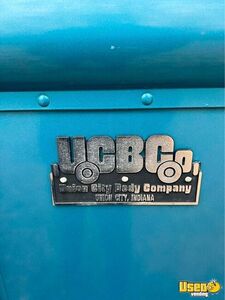 UCBCo.
Union City Body Company
UNION CITY, INDIANA
Used
vending